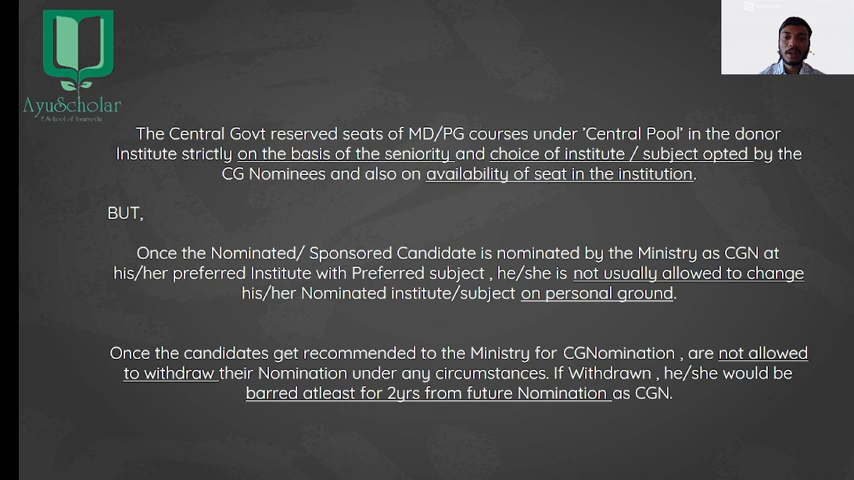 AyuScholar
E School of Ayurveda
The Central Govt reserved seats of MD/PG courses under 'Central Pool' in the donor
Institute strictly on the basis of the seniority and choice of institute / subject opted by the
CG Nominees and also on availability of seat in the institution.
BUT,
Once the Nominated/ Sponsored Candidate is nominated by the Ministry as CGN at
his/her preferred Institute with Preferred subject , he/she is not usually allowed to change
his/her Nominated institute/subject on personal ground.
Once the candidates get recommended to the Ministry for CGNomination , are not allowed
to withdraw their Nomination under any circumstances. If Withdrawn , he/she would be
barred atleast for 2yrs from future Nomination as CGN.